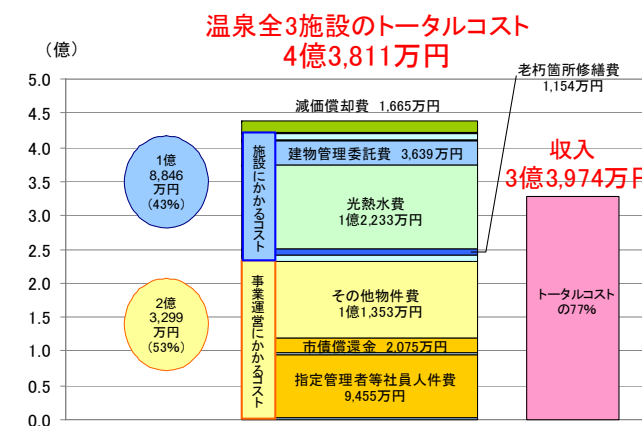 温泉全3施設のトータルコスト
4億3,811万円
（億）
5.0
4.5
4.0
3.5
3.0
2.5
2.0
1.5
1.0
0.5
0.0
1億
8,846
万円
（43%）
2億
3,299
万円
（53%）
施設にかかるコスト
事業運営にかかるコスト
減価償却費 1,665万円
老朽箇所修繕費
1,154万円
建物管理委託費 3,639万円
光熱水費
1億2,233万円
その他物件費
1億1,353万円
市債償還金 2,075万円
指定管理者等社員人件費
9,455万円
収入
3億3,974万円
トータルコスト
の77%